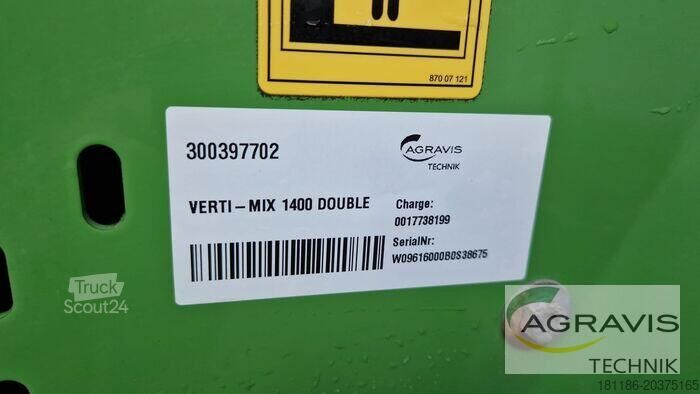 870 07 121
300397702
AGRAVIS
TECHNIK
VERTI-MIX 1400 DOUBLE
Charge:
0017738199
SerialNr:
W09616000B0S38675
Truck
Scout24
AGRAVIS
TECHNIK
181186-20375165